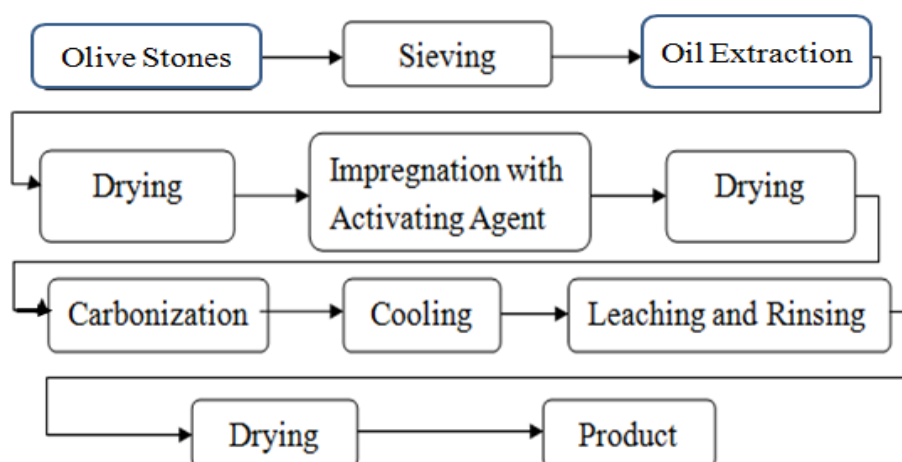 Olive Stones
Sieving
Oil Extraction
Drying
Impregnation with
Activating Agent
Drying
Carbonization
Cooling
Leaching and Rinsing
Drying
Product